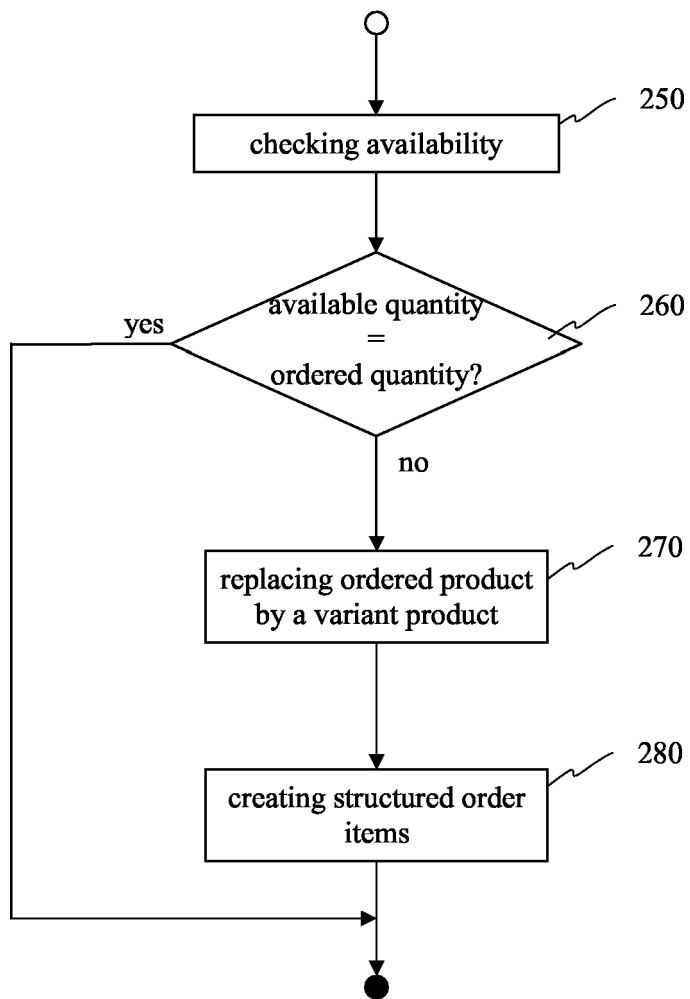 250
checking availability
available quantity
=
ordered quantity?
260
yes
no
270
replacing ordered product
by a variant product
280
creating structured order
items